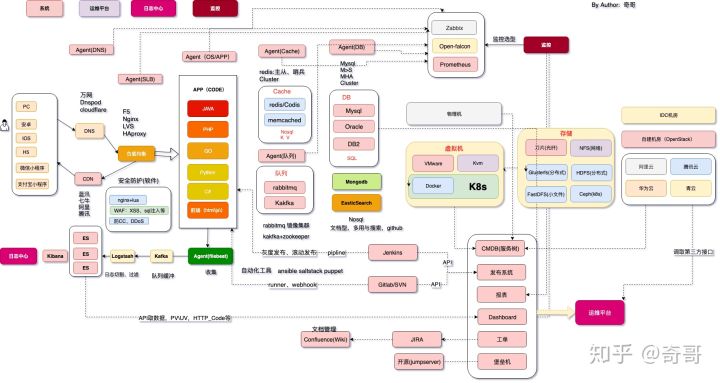 系统
运维平台
日志中心
监控
By Author: 奇哥
Zabbix
Open-falcon
Prometheus
监控选型
监控
Agent(DNS)
Agent(SLB)
Agent（OS/APP）
Agent(Cache)
Agent(DB)
redis:主从、哨兵
Cluster
Mysql
M>S
MHA
Cluster
PC
安卓
IOS
H5
微信小程序
支付宝小程序
万网
Dnspod
cloudflare
DNS
F5
Nginx
LVS
HAproxy
负载均衡
CDN
蓝汛
七牛
阿里
腾讯
安全防护(软件)
nginx+lua
WAF：XSS、sql注入等
防CC、DDoS
APP（CODE）
JAVA
PHP
GO
Python
C#
前端（html/js）
Cache
redis/Codis
memcached
Nosql
K V
Agent(队列)
队列
rabbitmq
Kakfka
rabbitmq 镜像集群
kakfka+zookeeper
DB
Mysql
Oracle
DB2
SQL
Mongodb
EasticSearch
Nosql
文档型，多用与搜索，github
物理机
虚拟机
VMware
Kvm
Docker
K8s
存储
刀片(光纤)
NFS(网络)
Glusterfs(分布式)
HDFS(分布式)
FastDFS(小文件)
Ceph(k8s)
IDC机房
自建机房（OpenStack）
阿里云
腾讯云
华为云
青云
调取第三方接口
日志中心
Kibana
ES
ES
ES
Logstash
日志切割、过滤
Kafka
队列缓冲
Agent(filebeat)
收集
灰度发布、滚动发布
pipline
Jenkins
自动化工具
ansible saltstack puppet
runner、webhook
Gitlab/SVN
API
API
API取数据，PV/UV、HTTP_Code等
文档管理
Confluence(Wiki)
JIRA
开源(jumpserver)
CMDB(服务树)
发布系统
报表
Dashboard
工单
堡垒机
运维平台
知乎 @奇哥